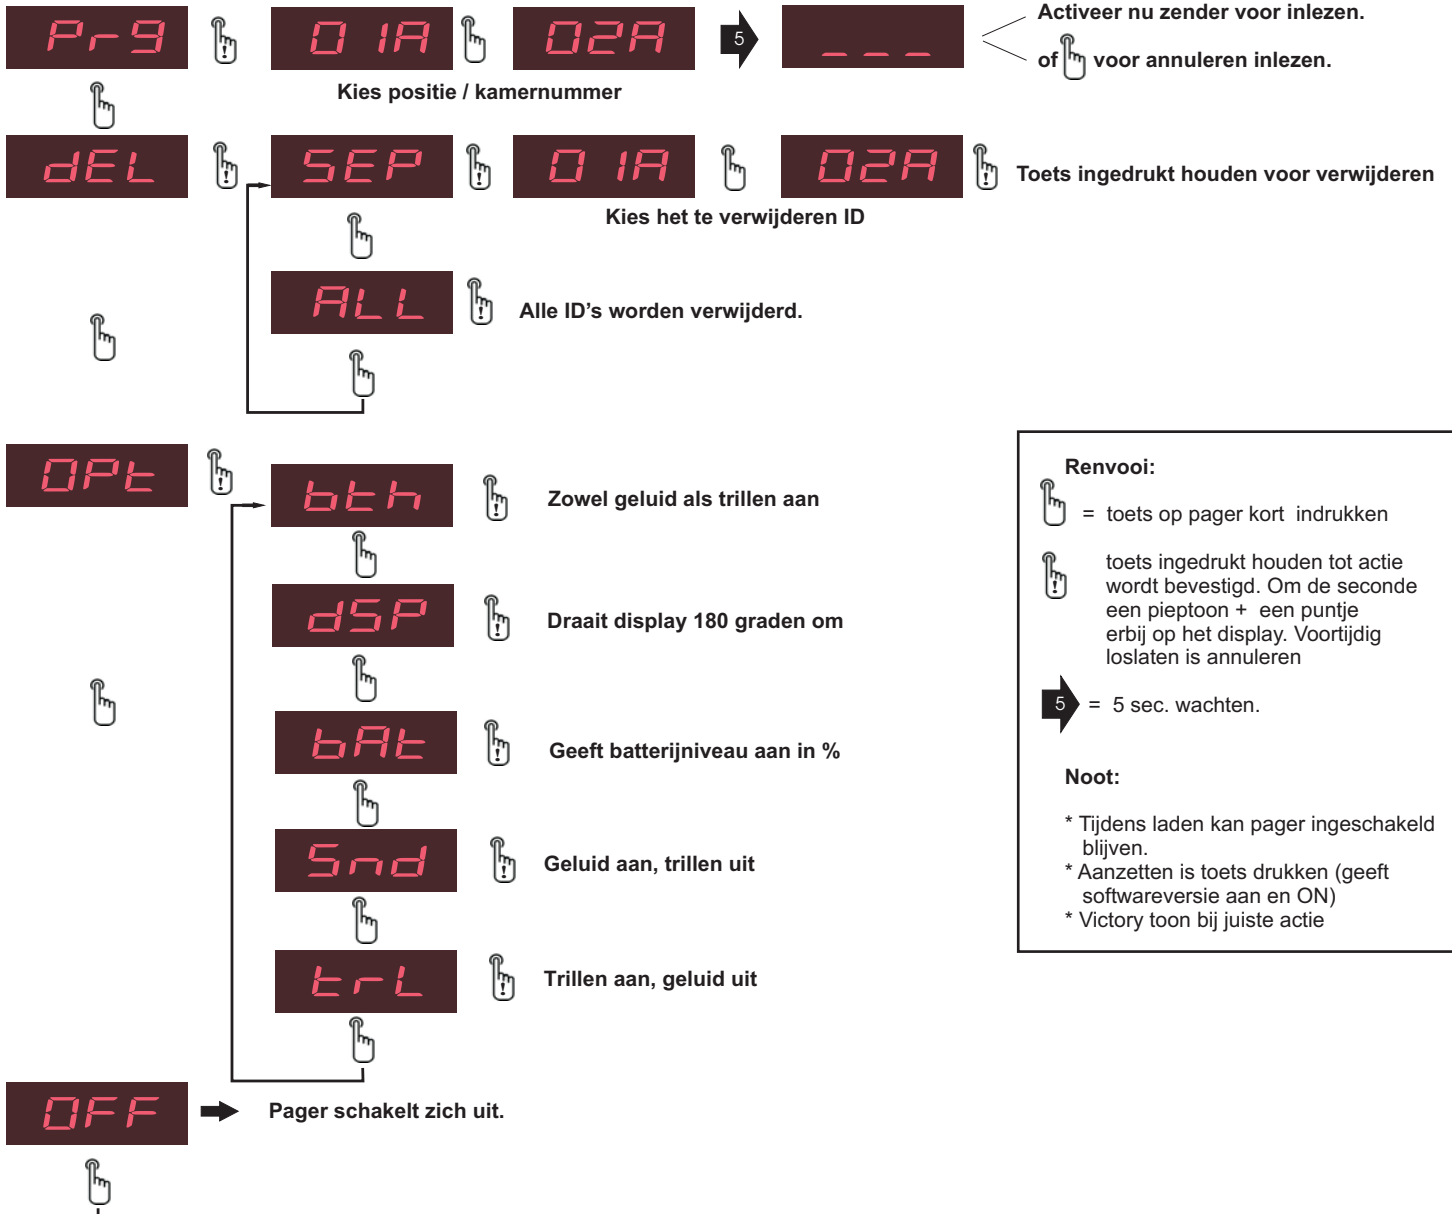 Prg 01A 02A 5 _ _ _ Activeer nu zender voor inlezen.
of voor annuleren inlezen.
Kies positie / kamernummer
dEL SEP 01A 02A Toets ingedrukt houden voor verwijderen
Kies het te verwijderen ID
ALL Alle ID's worden verwijderd.
OPt
bth Zowel geluid als trillen aan
dSP Draait display 180 graden om
bAt Geeft batterijniveau aan in %
Snd Geluid aan, trillen uit
trL Trillen aan, geluid uit
OFF Pager schakelt zich uit.
Renvooi:
= toets op pager kort indrukken
toets ingedrukt houden tot actie
wordt bevestigd. Om de seconde
een pieptoon + een puntje
erbij op het display. Voortijdig
loslaten is annuleren
5 = 5 sec. wachten.
Noot:
* Tijdens laden kan pager ingeschakeld
blijven.
* Aanzetten is toets drukken (geeft
softwareversie aan en ON)
* Victory toon bij juiste actie